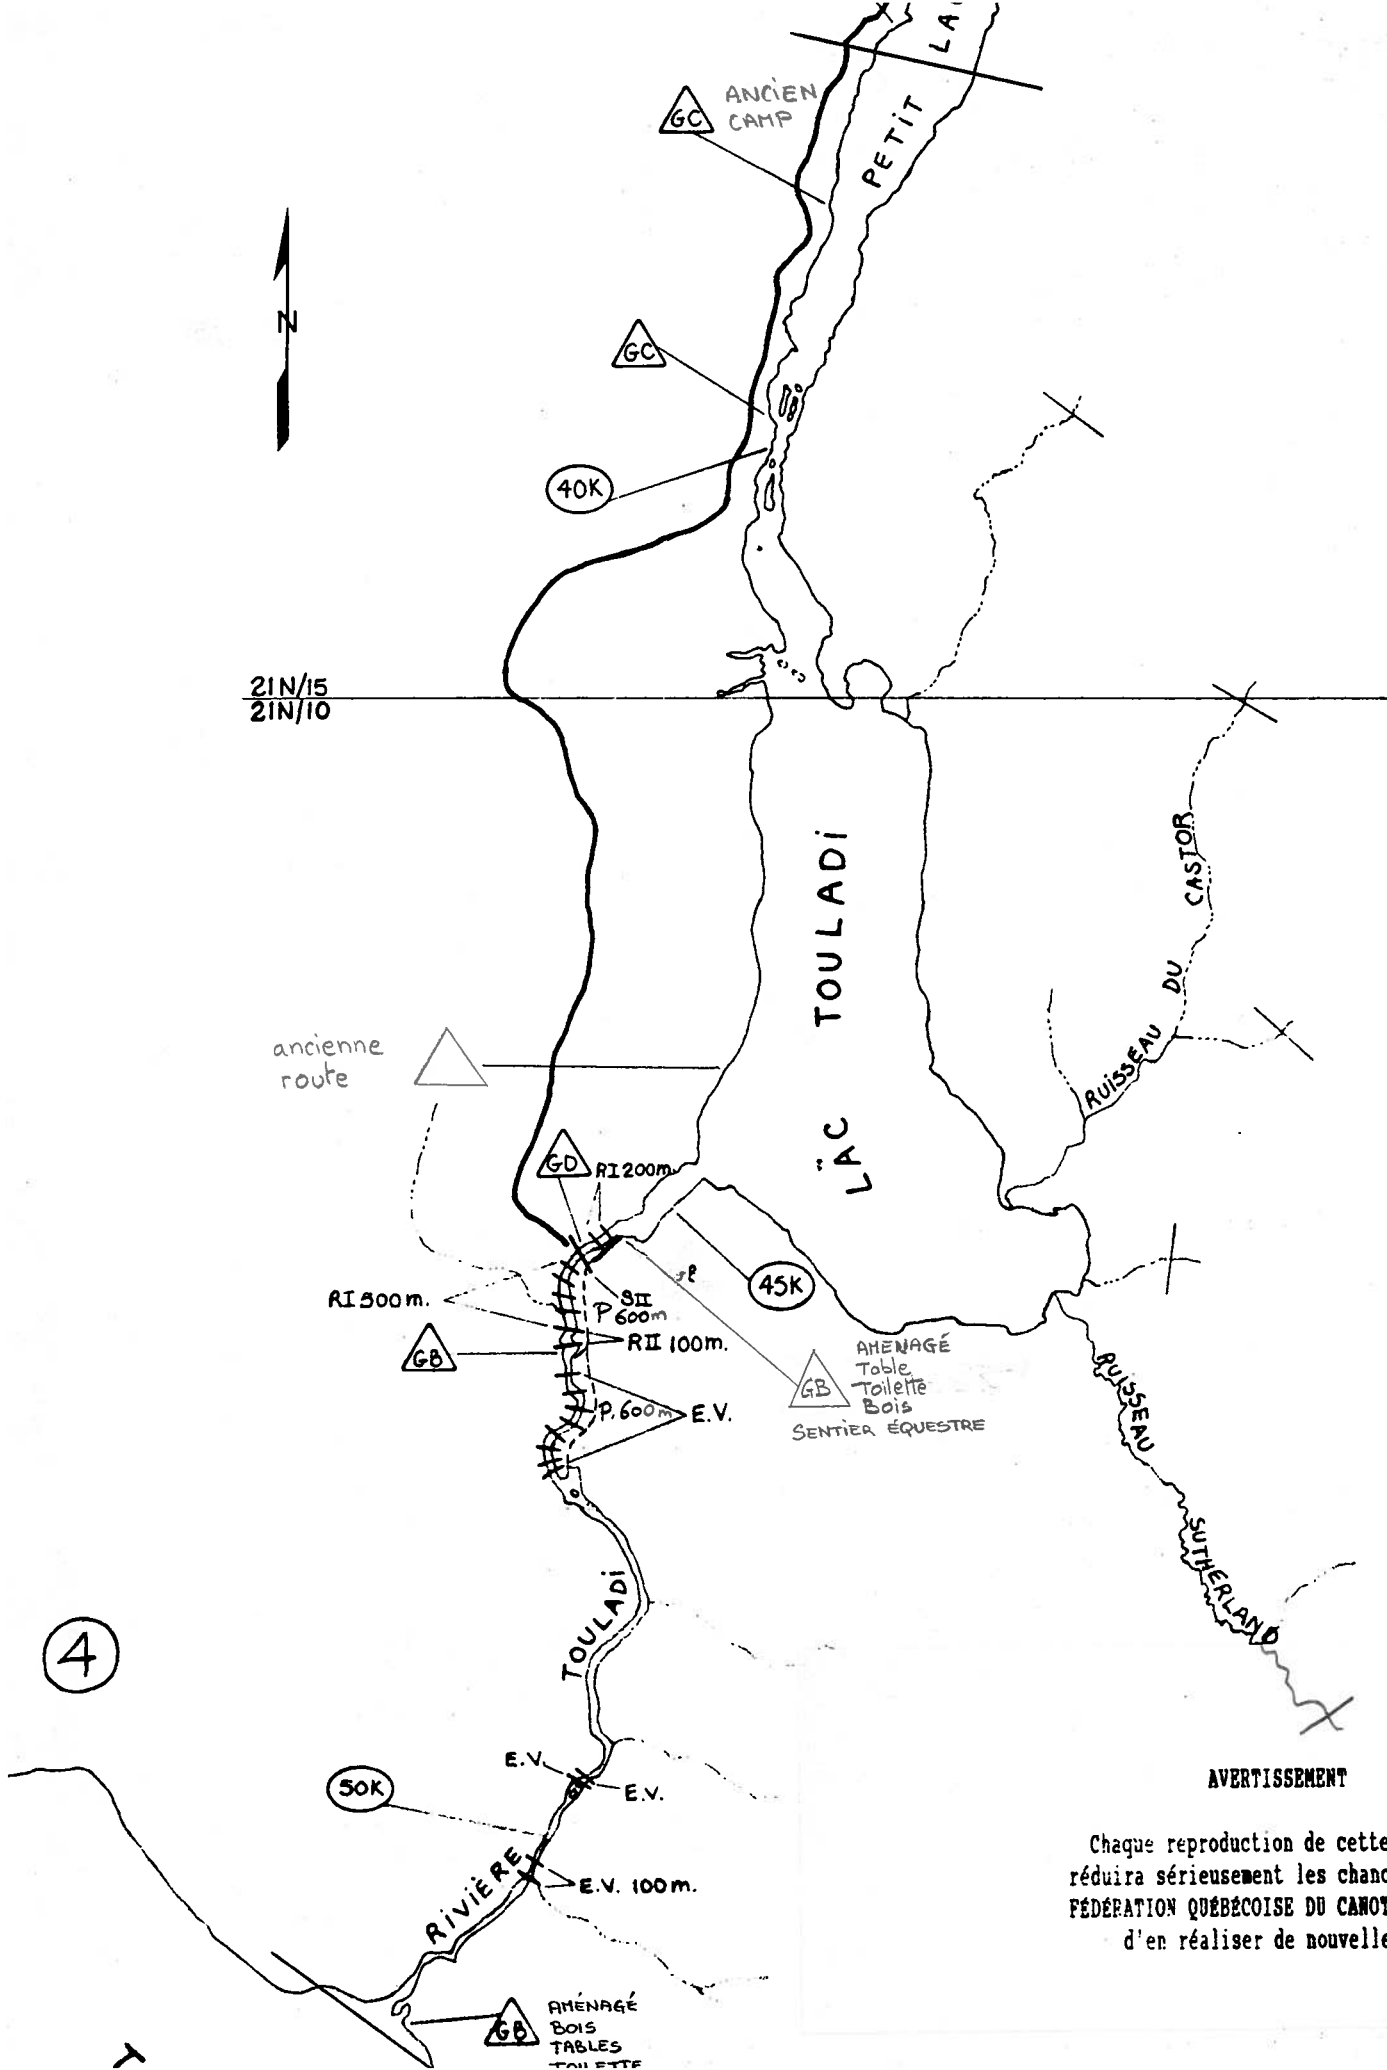 ANCIEN
CAMP
GC
PETIT
N
GC
40K
21N/15
21N/10
LAC TOULADI
RUISSEAU DU CASTOR
ancienne
route
GD
RI 200m.
45K
RI 500m.
SII
P 600m
RII 100m.
GB
AMENAGÉ
Table
Toilette
Bois
GB
SENTIER ÉQUESTRE
P. 600m
E.V.
RUISSEAU SUTHERLAND
RIVIÈRE TOULADI
4
E.V.
E.V.
50K
E.V. 100m.
AVERTISSEMENT
Chaque reproduction de cette
réduira sérieusement les chanc
FÉDÉRATION QUÉBÉCOISE DU CANOT
d'en réaliser de nouvelle
GB
AMÉNAGÉ
BOIS
TABLES
TOILETTE